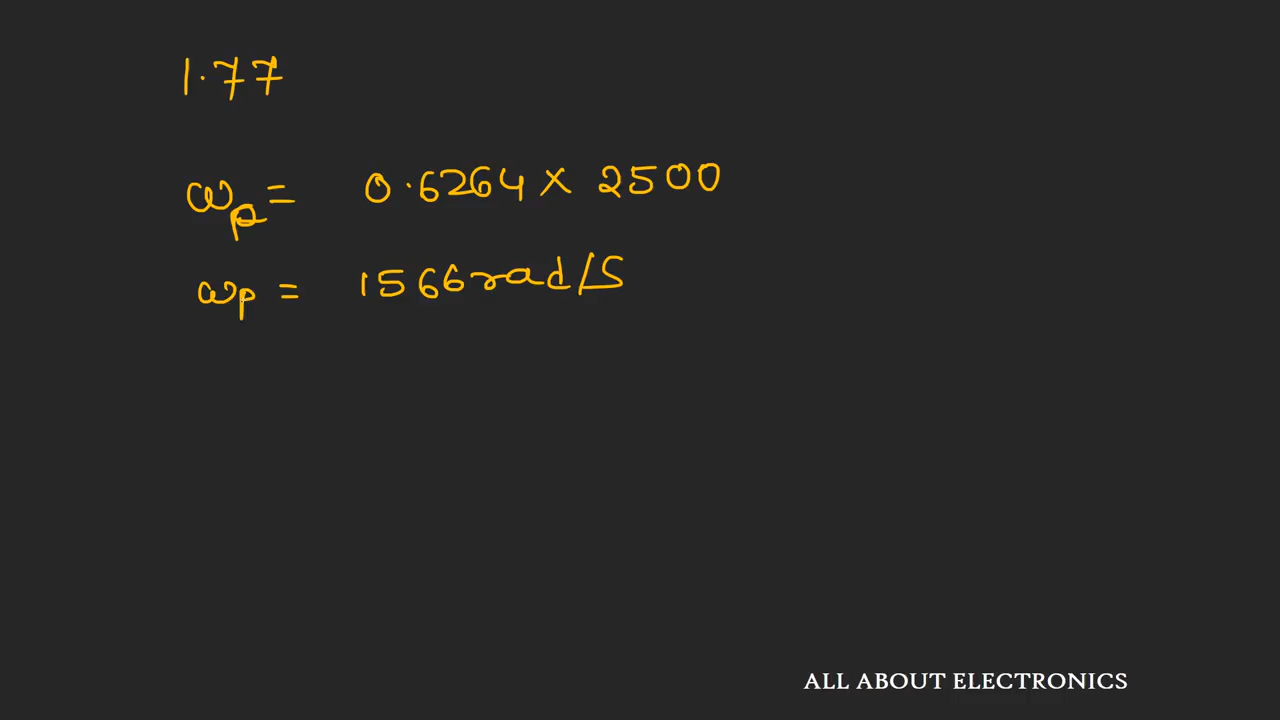 1.77
ωp = 0.6264 × 2500
ωp = 1566 rad/s
ALL ABOUT ELECTRONICS